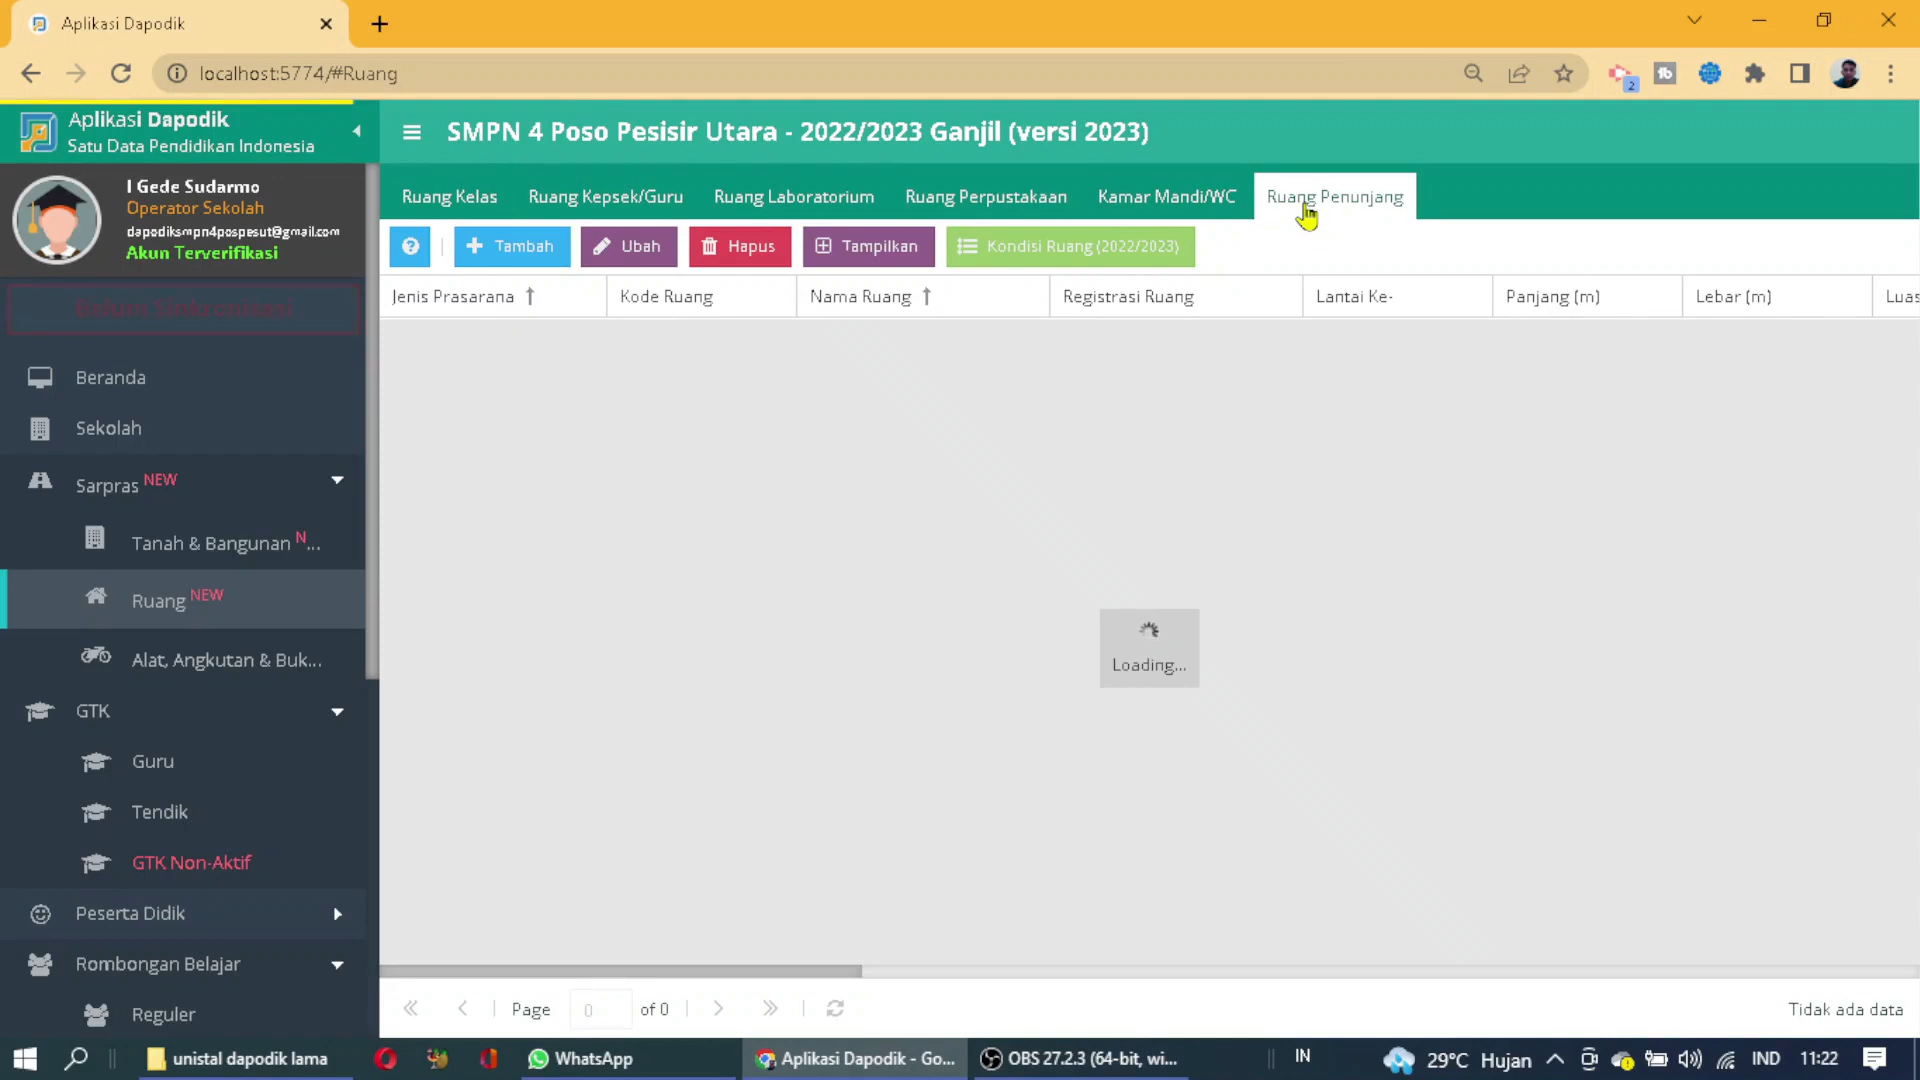 Aplikasi Dapodik
localhost:5774/#Ruang
2
Aplikasi Dapodik
Satu Data Pendidikan Indonesia
SMPN 4 Poso Pesisir Utara - 2022/2023 Ganjil (versi 2023)
I Gede Sudarmo
Operator Sekolah
dapodiksmpn4pospesut@gmail.com
Akun Terverifikasi
Belum Sinkronisasi
Ruang Kelas
Ruang Kepsek/Guru
Ruang Laboratorium
Ruang Perpustakaan
Kamar Mandi/WC
Ruang Penunjang
?
Tambah
Ubah
Hapus
Tampilkan
Kondisi Ruang (2022/2023)
Jenis Prasarana
Kode Ruang
Nama Ruang
Registrasi Ruang
Lantai Ke-
Panjang (m)
Lebar (m)
Luas
Beranda
Sekolah
Sarpras NEW
Tanah & Bangunan N...
Ruang NEW
Alat, Angkutan & Buk...
GTK
Guru
Tendik
GTK Non-Aktif
Peserta Didik
Rombongan Belajar
Reguler
Loading...
Page 0 of 0
Tidak ada data
unistal dapodik lama
WhatsApp
Aplikasi Dapodik - Go...
OBS 27.2.3 (64-bit, wi...
IN
29°C Hujan
IND
11:22